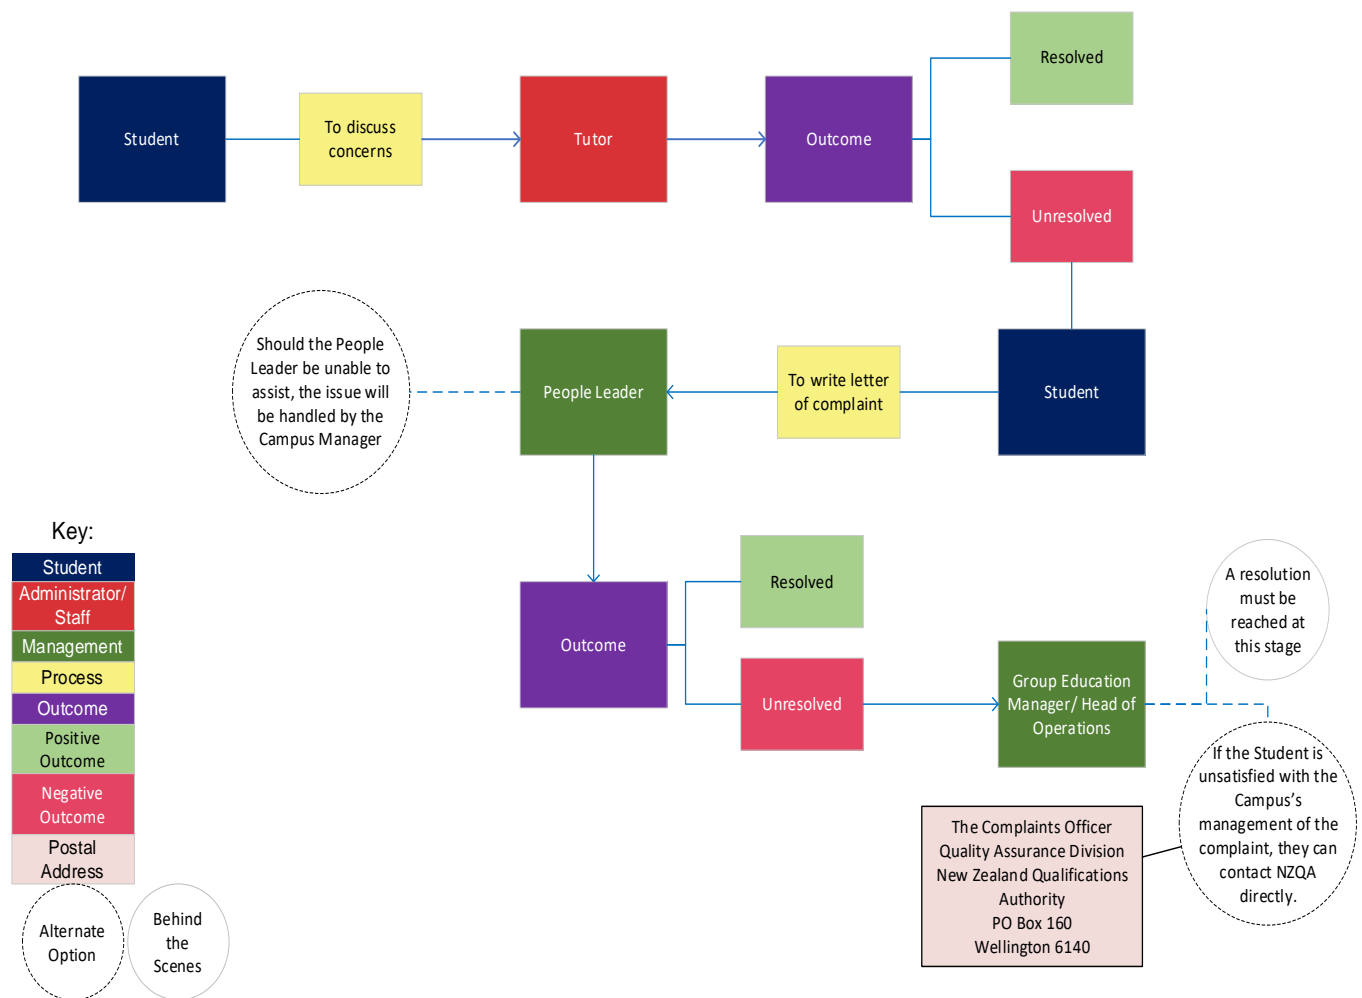 Resolved
Student
To discuss
concerns
Tutor
Outcome
Unresolved
Should the People
Leader be unable to
assist, the issue will
be handled by the
Campus Manager
People Leader
To write letter
of complaint
Student
Outcome
Resolved
Unresolved
Group Education
Manager/ Head of
Operations
A resolution
must be
reached at
this stage
If the Student is
unsatisfied with the
Campus’s
management of the
complaint, they can
contact NZQA
directly.
The Complaints Officer
Quality Assurance Division
New Zealand Qualifications
Authority
PO Box 160
Wellington 6140
Key:
Student
Administrator/
Staff
Management
Process
Outcome
Positive
Outcome
Negative
Outcome
Postal
Address
Alternate
Option
Behind
the
Scenes